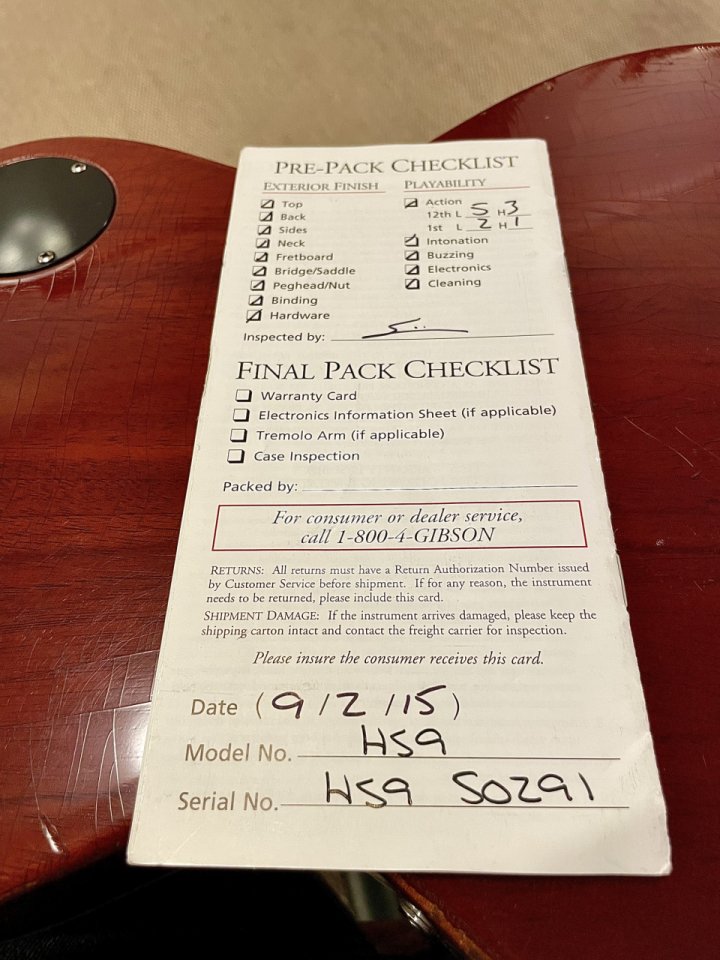 PRE-PACK CHECKLIST
EXTERIOR FINISH
Top
Back
Sides
Neck
Fretboard
Bridge/Saddle
Peghead/Nut
Binding
Hardware
PLAYABILITY
Action
12th L 5 H 3
1st L 2 H 1
Intonation
Buzzing
Electronics
Cleaning
Inspected by:
FINAL PACK CHECKLIST
Warranty Card
Electronics Information Sheet (if applicable)
Tremolo Arm (if applicable)
Case Inspection
Packed by:
For consumer or dealer service,
call 1-800-4-GIBSON
RETURNS: All returns must have a Return Authorization Number issued
by Customer Service before shipment. If for any reason, the instrument
needs to be returned, please include this card.
SHIPMENT DAMAGE: If the instrument arrives damaged, please keep the
shipping carton intact and contact the freight carrier for inspection.
Please insure the consumer receives this card.
Date (9/2/15)
Model No. HS9
Serial No. HS9 50291